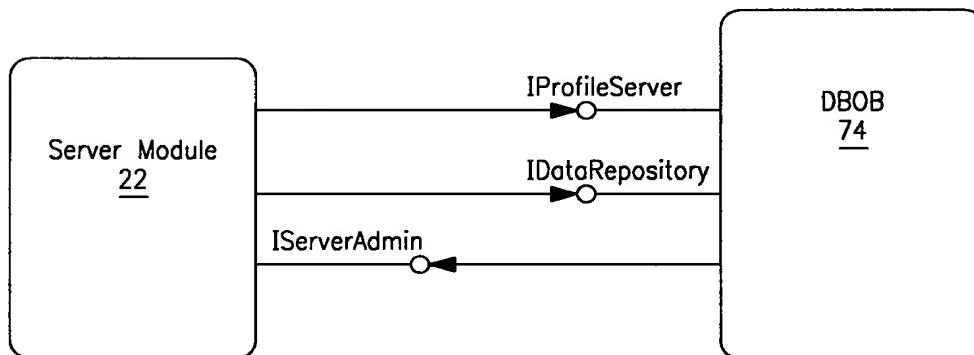 IProfileServer
DBOB
74
Server Module
22
IDataRepository
IServerAdmin